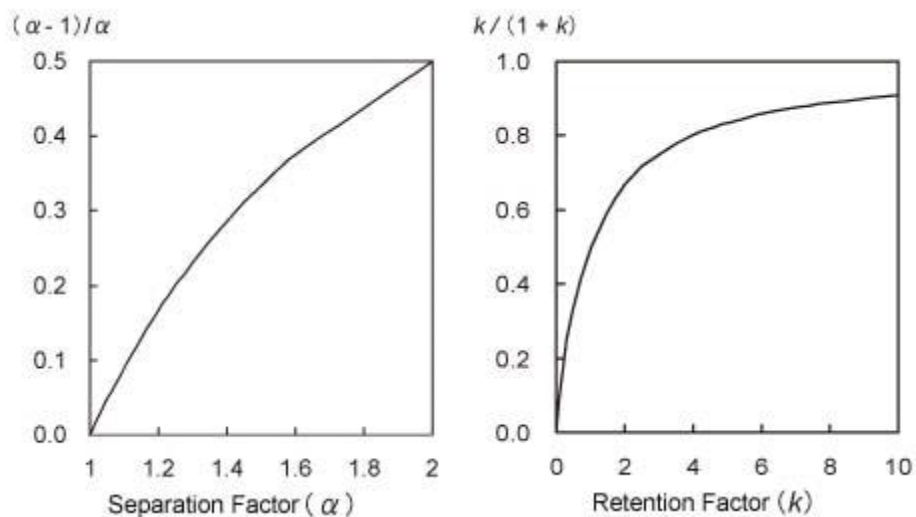 (α - 1)/α
0.5
0.4
0.3
0.2
0.1
0.0
1 1.2 1.4 1.6 1.8 2
Separation Factor (α)
k / (1 + k)
1.0
0.8
0.6
0.4
0.2
0.0
0 2 4 6 8 10
Retention Factor (k)